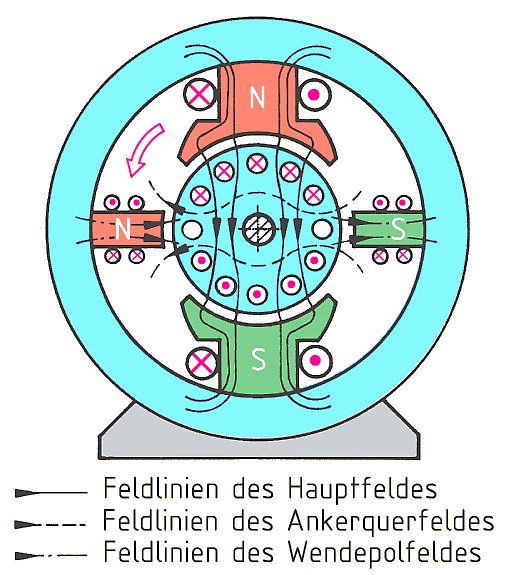 N
N
S
S
Feldlinien des Hauptfeldes
Feldlinien des Ankerquerfeldes
Feldlinien des Wendepolfeldes